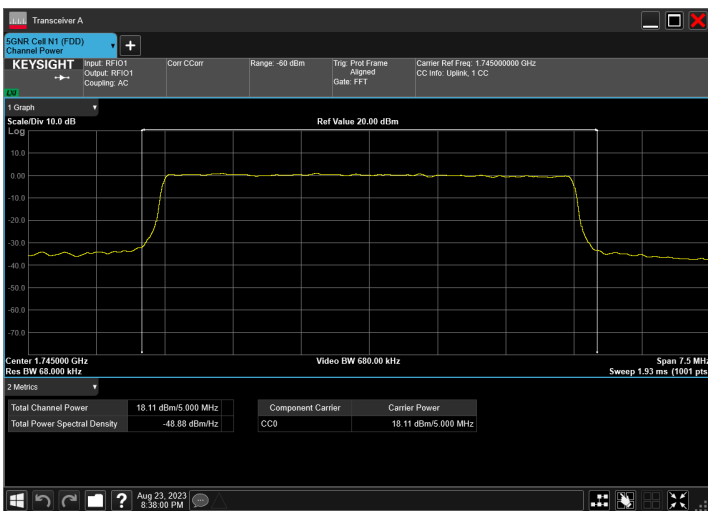 Transceiver A
5GNR Cell N1 (FDD)
Channel Power
+
KEYSIGHT
LXI
Input: RFIO1
Output: RFIO1
Coupling: AC
Corr CCorr
Range: -60 dBm
Trig: Prot Frame
Aligned
Gate: FFT
Carrier Ref Freq: 1.745000000 GHz
CC Info: Uplink, 1 CC
1 Graph
Scale/Div 10.0 dB
Ref Value 20.00 dBm
Log
10.0
0.00
-10.0
-20.0
-30.0
-40.0
-60.0
-70.0
Center 1.745000 GHz
Video BW 680.00 kHz
Span 7.5 MHz
Res BW 68.000 kHz
Sweep 1.93 ms (1001 pts
2 Metrics
Total Channel Power 18.11 dBm/5.000 MHz
Total Power Spectral Density -48.88 dBm/Hz
Component Carrier Carrier Power
CC0 18.11 dBm/5.000 MHz
?
Aug 23, 2023
8:38:00 PM